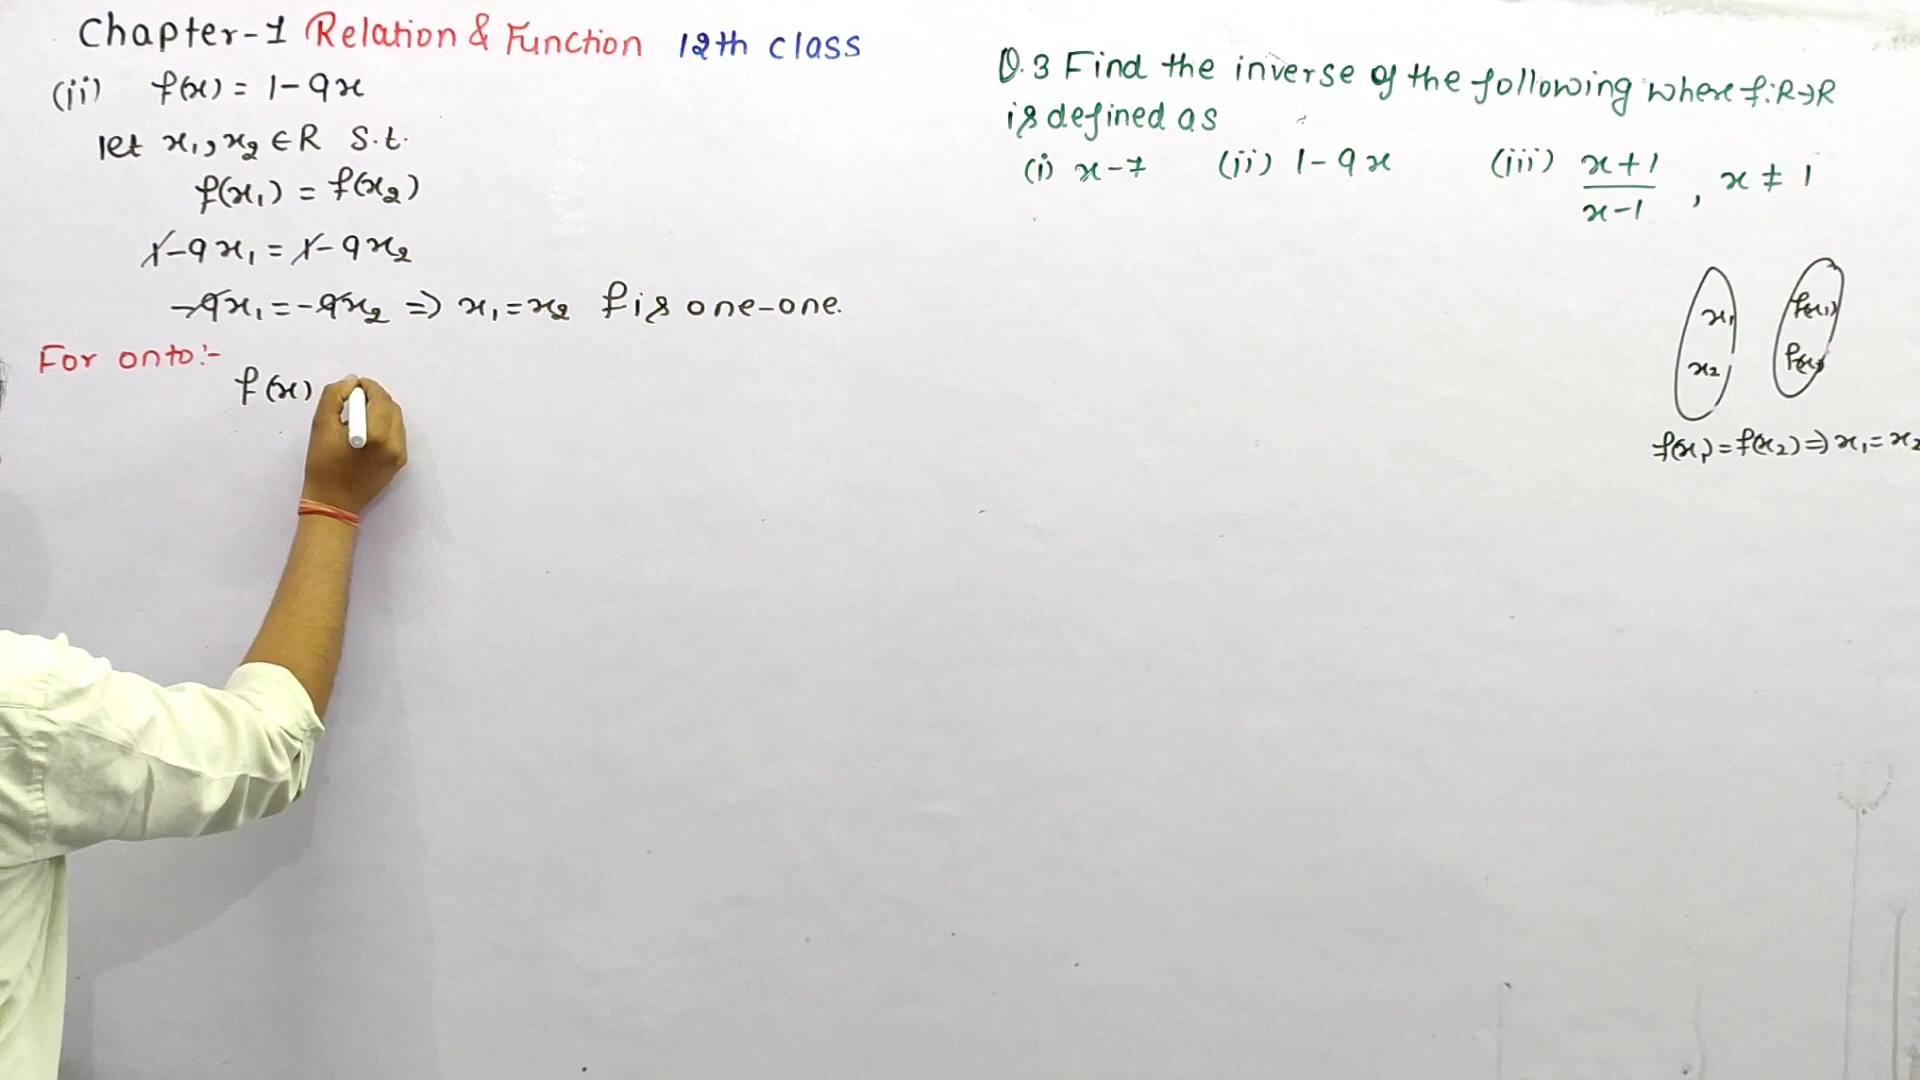 Chapter-1 Relation & Function 12th class
(ii) f(x) = 1-9x
let x₁, x₂ ∈ R s.t.
f(x₁) = f(x₂)
1-9x₁ = 1-9x₂
-9x₁ = -9x₂ => x₁ = x₂ f is one-one.
For onto:-
f(x)
Q.3 Find the inverse of the following where f:R→R
is defined as
(i) x-7 (ii) 1-9x (iii) x+1/x-1, x ≠ 1
x₁ f(x₁)
x₂
f(x₁) = f(x₂) => x₁ = x₂